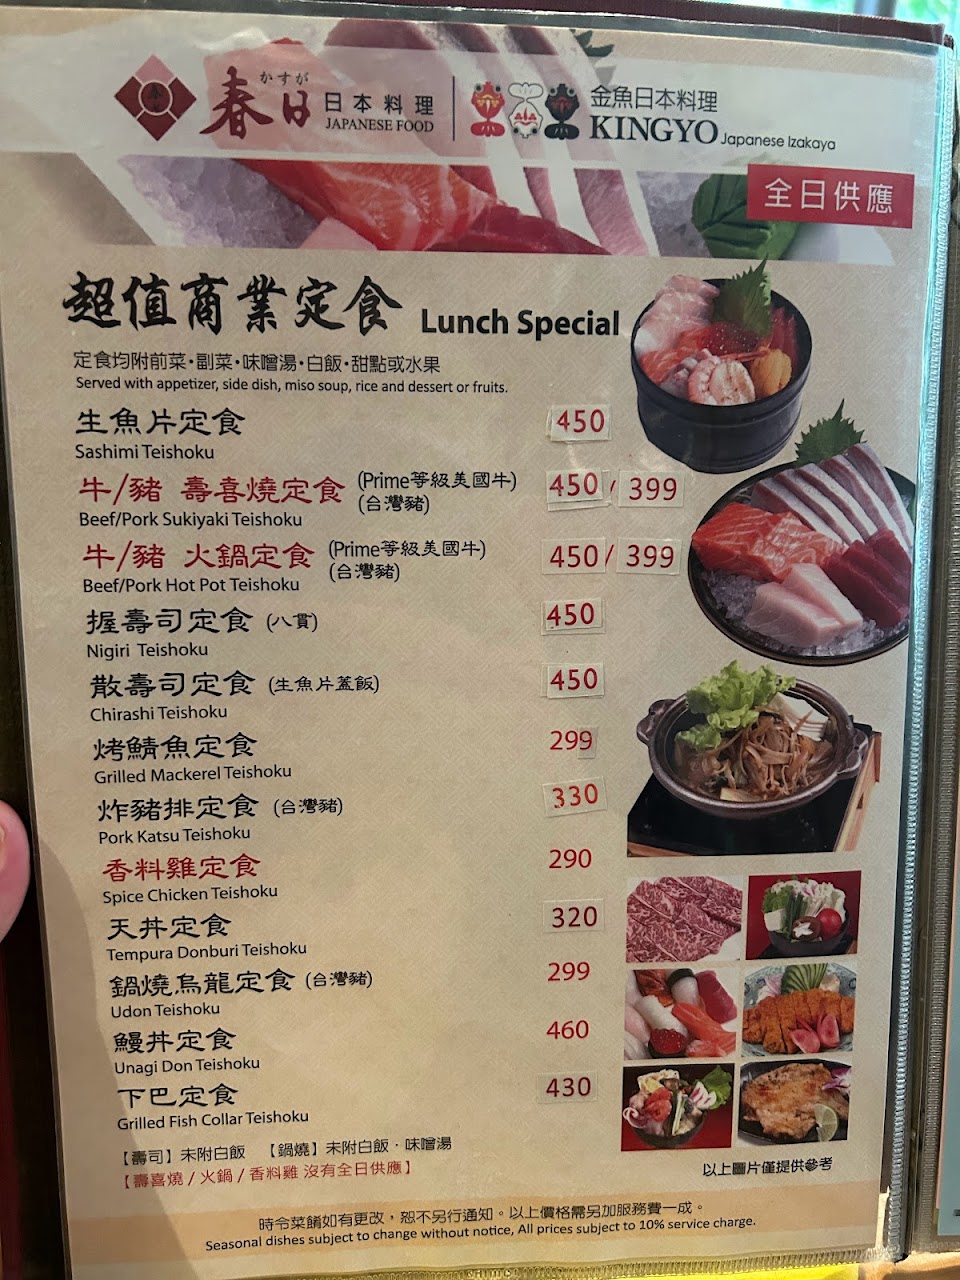 かすが
春日 日本料理
JAPANESE FOOD
金魚日本料理
KINGYO Japanese Izakaya
全日供應
超值商業定食 Lunch Special
定食均附前菜·副菜·味噌湯·白飯·甜點或水果
Served with appetizer, side dish, miso soup, rice and dessert or fruits.
生魚片定食 450
Sashimi Teishoku
牛/豬 壽喜燒定食 (Prime等級美國牛) 450 / 399
(台灣豬)
Beef/Pork Sukiyaki Teishoku
牛/豬 火鍋定食 (Prime等級美國牛) 450 / 399
(台灣豬)
Beef/Pork Hot Pot Teishoku
握壽司定食 (八貫) 450
Nigiri Teishoku
散壽司定食 (生魚片蓋飯) 450
Chirashi Teishoku
烤鯖魚定食 299
Grilled Mackerel Teishoku
炸豬排定食 (台灣豬) 330
Pork Katsu Teishoku
香料雞定食 290
Spice Chicken Teishoku
天丼定食 320
Tempura Donburi Teishoku
鍋燒烏龍定食 (台灣豬) 299
Udon Teishoku
鰻丼定食 460
Unagi Don Teishoku
下巴定食 430
Grilled Fish Collar Teishoku
【壽司】未附白飯 【鍋燒】未附白飯·味噌湯
【壽喜燒 / 火鍋 / 香料雞 沒有全日供應】
以上圖片僅提供參考
時令菜餚如有更改，恕不另行通知。以上價格需另加服務費一成。
Seasonal dishes subject to change without notice, All prices subject to 10% service charge.